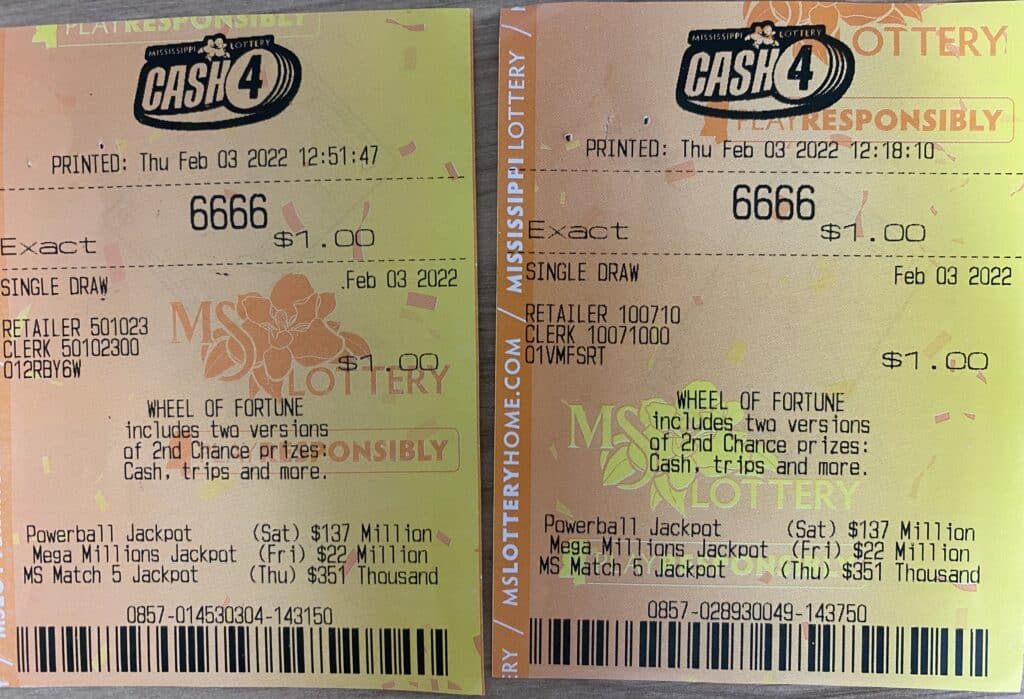 PLAY RESPONSIBLY
MISSISSIPPI LOTTERY
CASH 4
PRINTED: Thu Feb 03 2022 12:51:47
6666
Exact $1.00
SINGLE DRAW Feb 03 2022
RETAILER 501023
CLERK 50102300
012RBY6W $1.00
MS LOTTERY
WHEEL OF FORTUNE
includes two versions
of 2nd Chance prizes:
Cash, trips and more.
PLAY RESPONSIBLY
Powerball Jackpot (Sat) $137 Million
Mega Millions Jackpot (Fri) $22 Million
MS Match 5 Jackpot (Thu) $351 Thousand
0857-014530304-143150
LOTTERY
MISSISSIPPI LOTTERY
CASH 4
PLAY RESPONSIBLY
PRINTED: Thu Feb 03 2022 12:18:10
6666
Exact $1.00
SINGLE DRAW Feb 03 2022
RETAILER 100710
CLERK 10071000
01VMFSRT $1.00
MS LOTTERY
WHEEL OF FORTUNE
includes two versions
of 2nd Chance prizes:
Cash, trips and more.
Powerball Jackpot (Sat) $137 Million
Mega Millions Jackpot (Fri) $22 Million
MS Match 5 Jackpot (Thu) $351 Thousand
PLAY RESPONSIBLY
0857-028930049-143750
RY / MSLOTTERYHOME.COM / MISSISSIPPI LOTTERY /